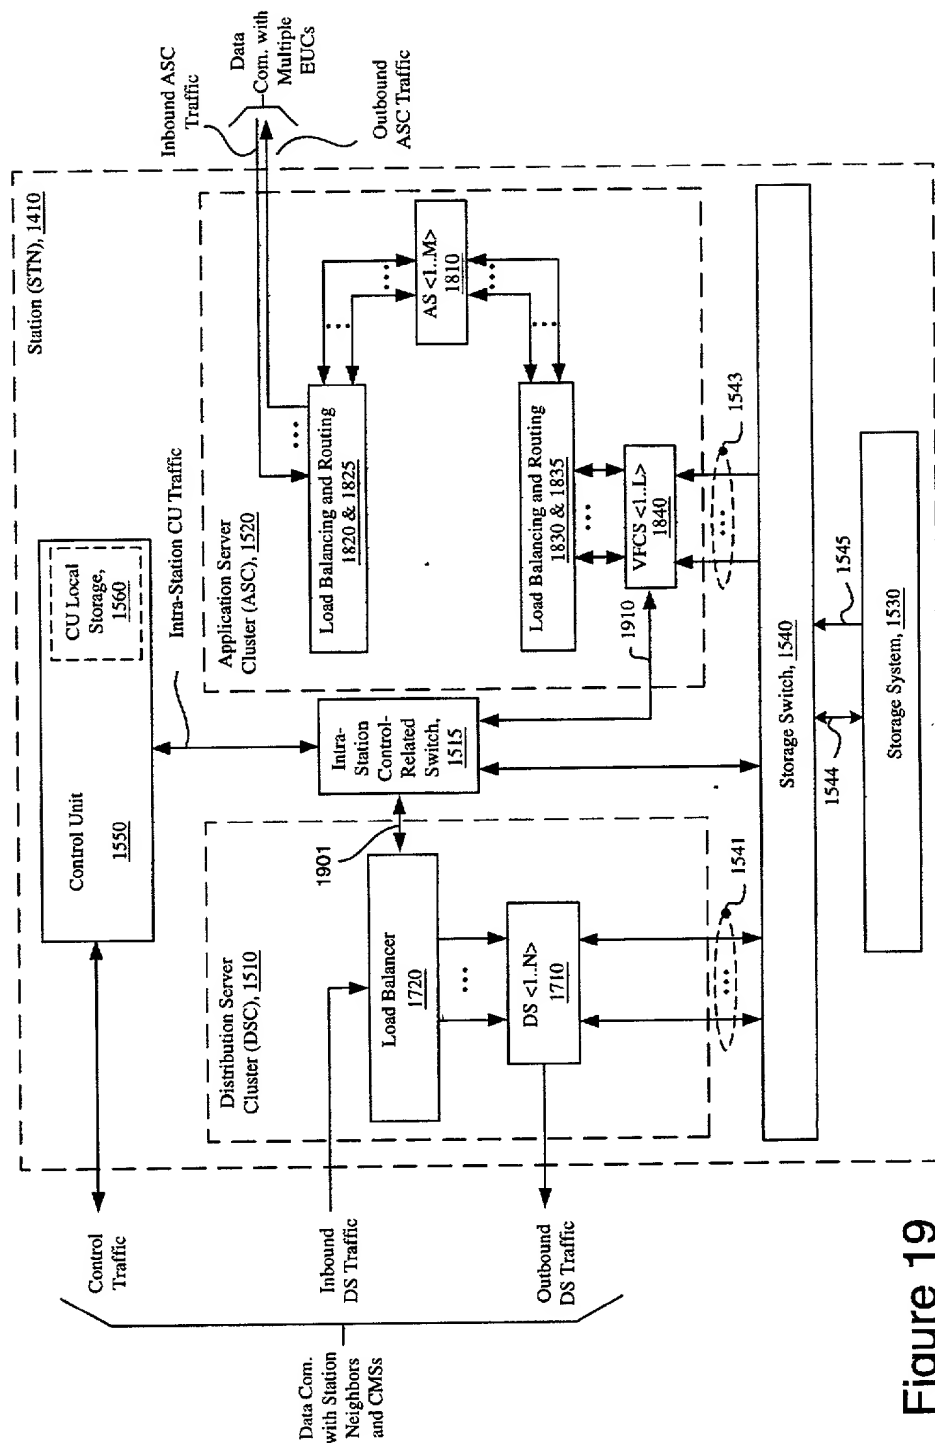 Station (STN), 1410
Control Unit
1550
CU Local
Storage,
1560
Control
Traffic
Intra-Station CU Traffic
Inbound ASC
Traffic
Data
Com. with
Multiple
EUCs
Outbound
ASC Traffic
Data Com.
with Station
Neighbors
and CMSs
Inbound
DS Traffic
Outbound
DS Traffic
Distribution Server
Cluster (DSC), 1510
Load Balancer
1720
•••
DS <1..N>
1710
1901
Intra-
Station
Control-
Related
Switch,
1515
Application Server
Cluster (ASC), 1520
Load Balancing and Routing
1820 & 1825
•••
•••
•••
AS <1..M>
1810
•••
•••
Load Balancing and Routing
1830 & 1835
•••
VFCS <1..L>
1840
1910
•••
1541
•••
1543
Storage Switch, 1540
1544
1545
Storage System, 1530
Figure 19